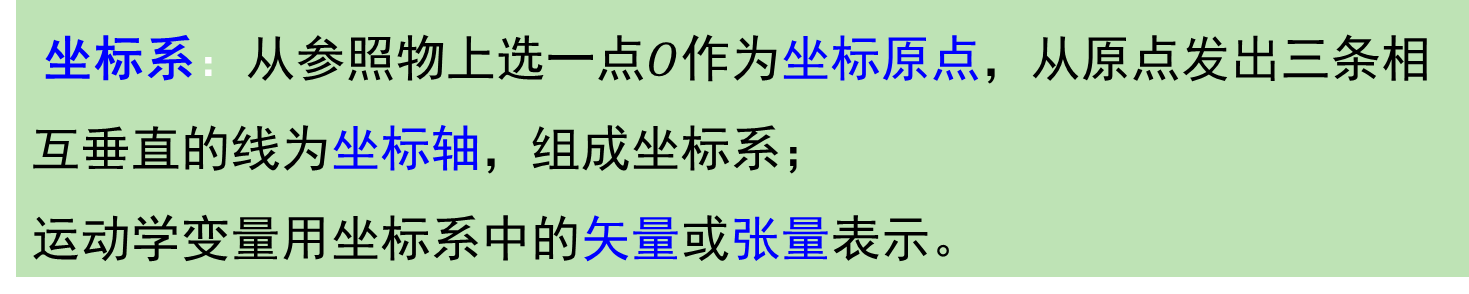 坐标系：从参照物上选一点O作为坐标原点，从原点发出三条相
互垂直的线为坐标轴，组成坐标系；
运动学变量用坐标系中的矢量或张量表示。